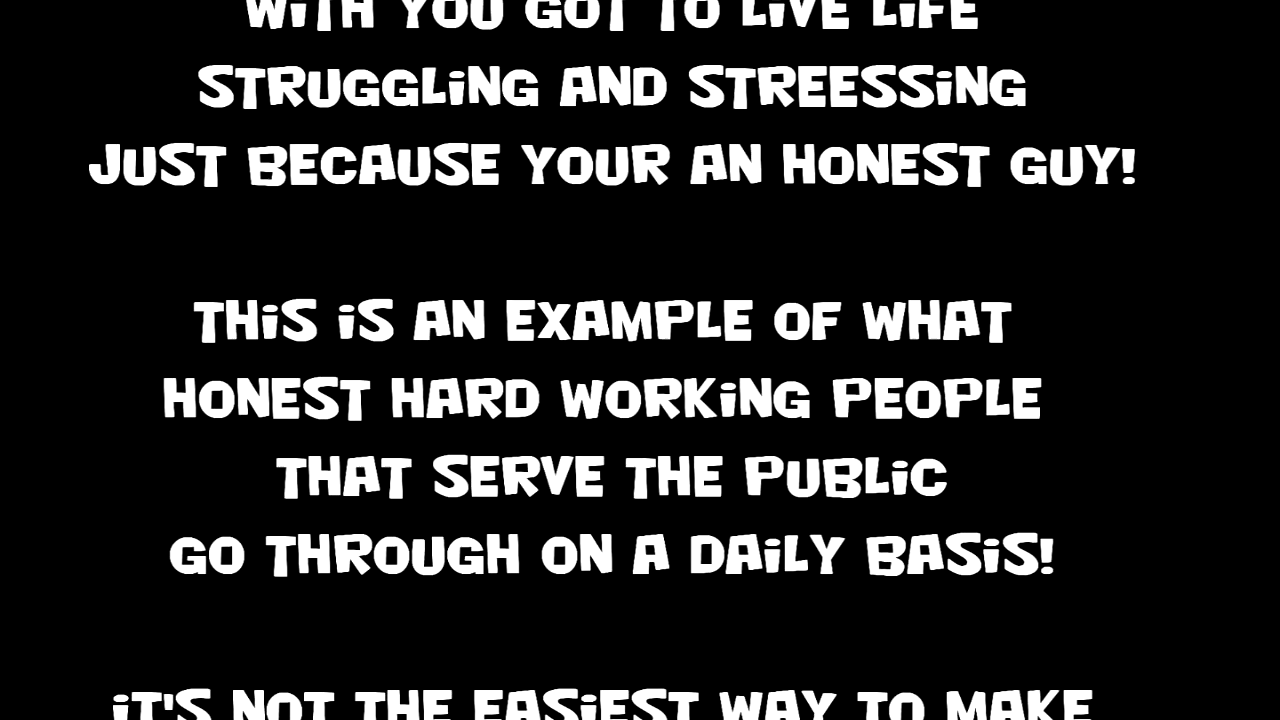 WiTH YOU GOT TO LiVE LiFE
STRUGGLiNG AND STREESSiNG
JUST BECAUSE YOUR AN HONEST GUY!
THiS iS AN EXAMPLE OF WHAT
HONEST HARD WORKiNG PEOPLE
THAT SERVE THE PUBLiC
GO THROUGH ON A DAiLY BASiS!
iT'S NOT THE EASiEST WAY TO MAKE